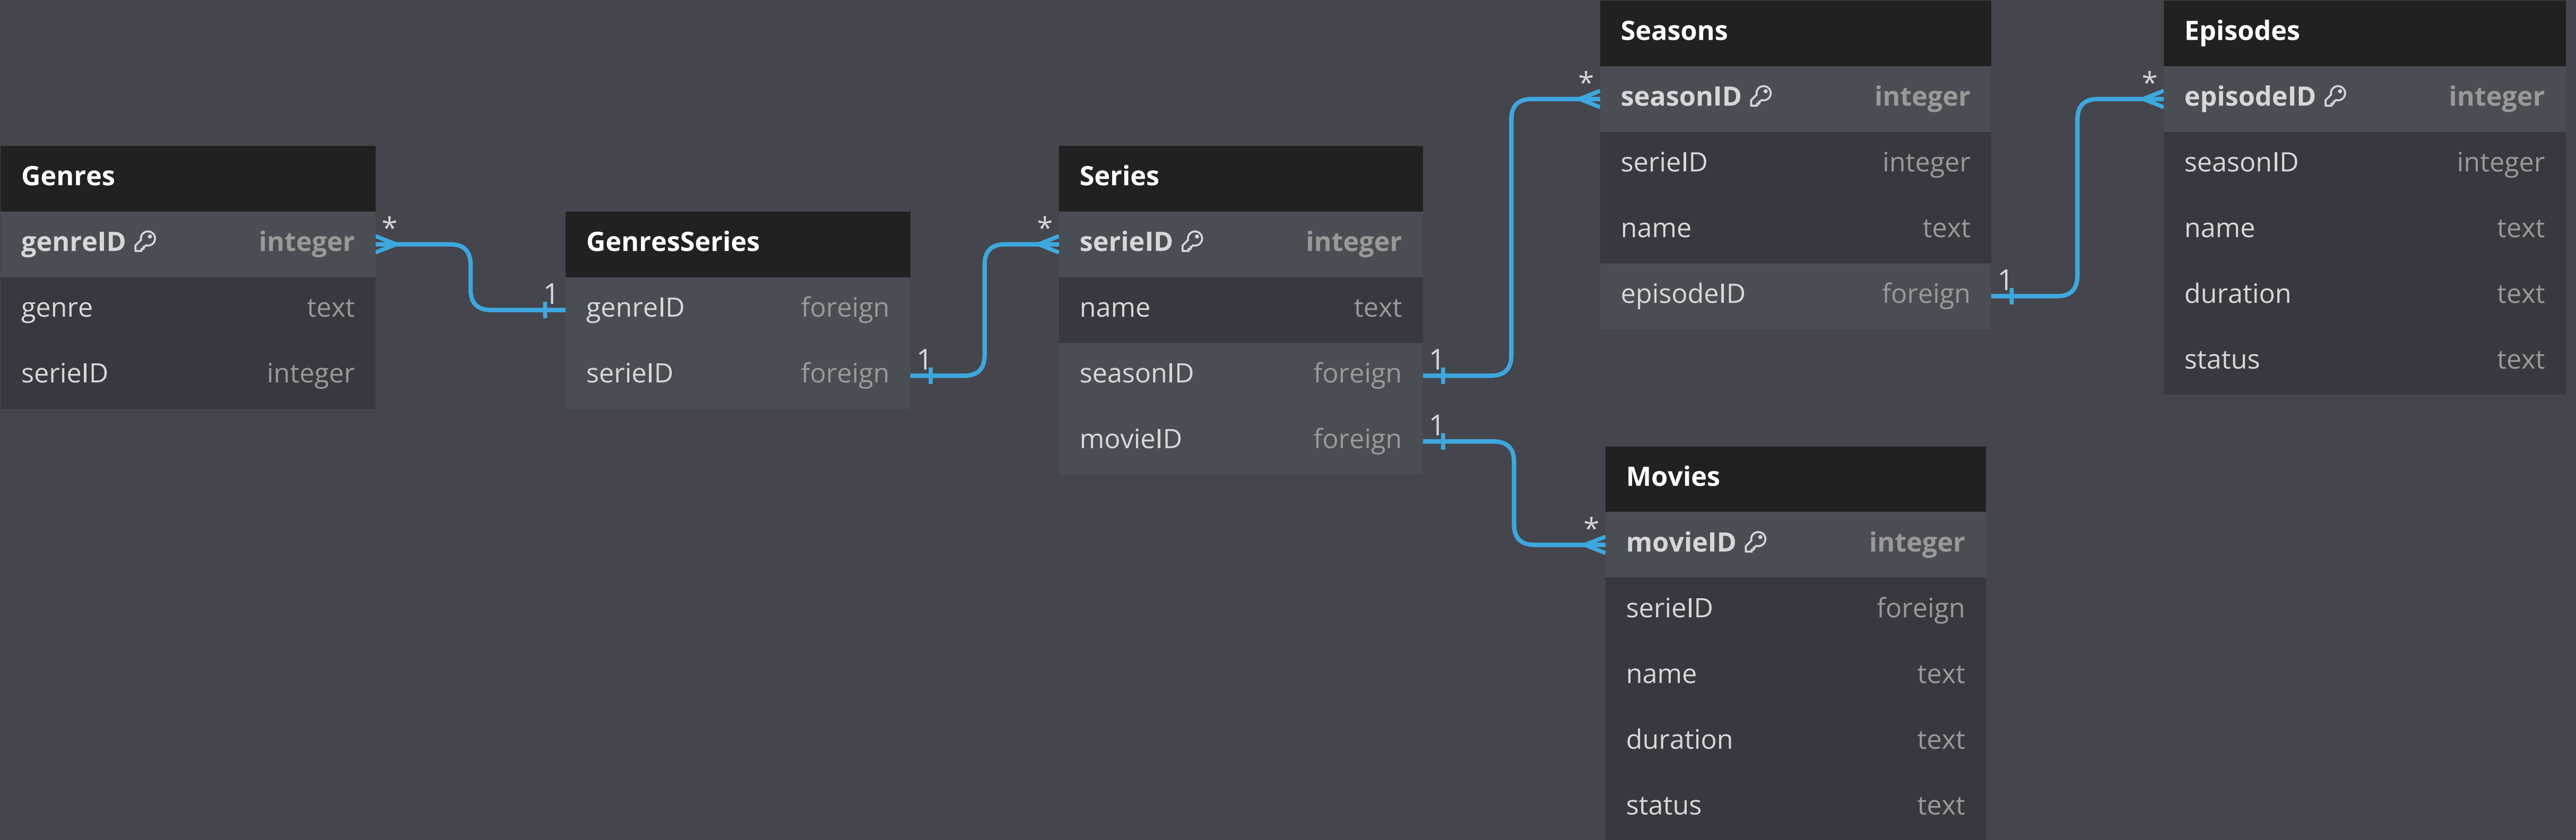 Genres
genreID integer
genre text
serieID integer
*
1
GenresSeries
genreID foreign
serieID foreign
1
*
Series
serieID integer
name text
seasonID foreign
movieID foreign
1
1
*
Seasons
seasonID integer
serieID integer
name text
episodeID foreign
1
*
Episodes
episodeID integer
seasonID integer
name text
duration text
status text
*
Movies
movieID integer
serieID foreign
name text
duration text
status text